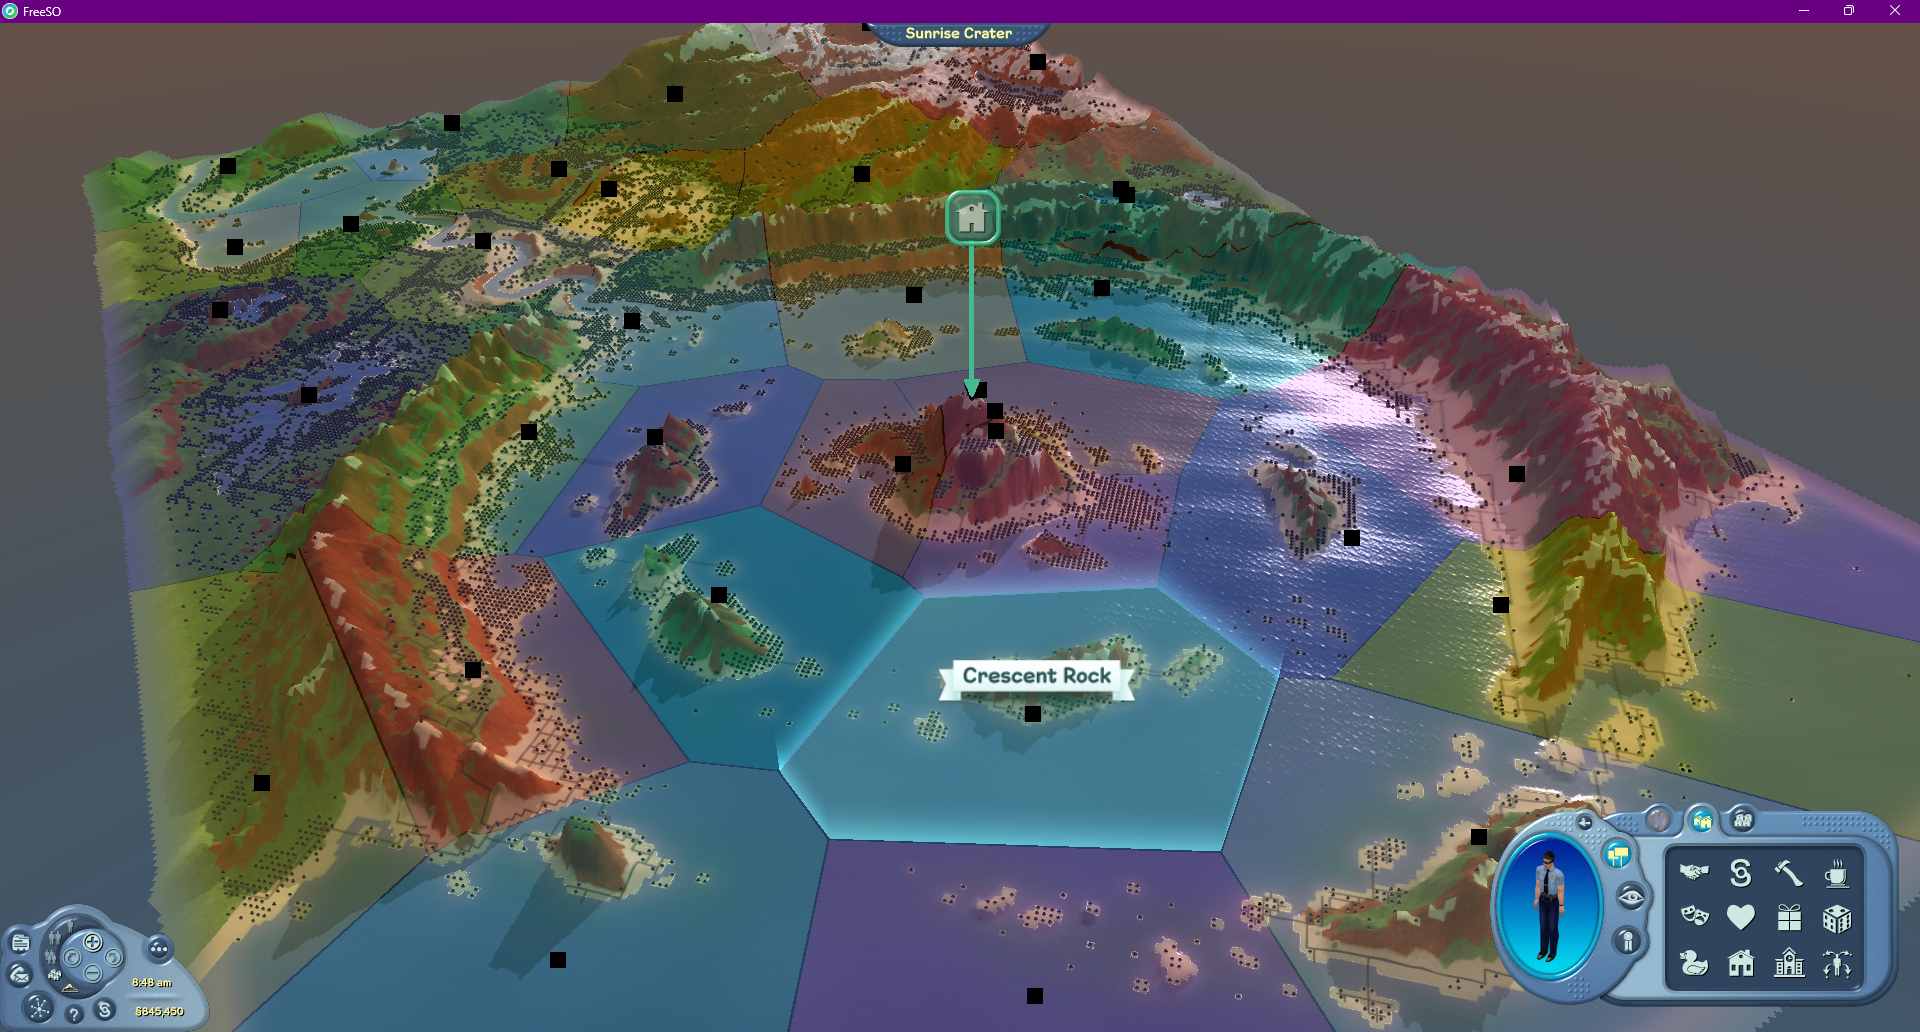 FreeSO
Sunrise Crater
Crescent Rock
8:48 am
§845,450
?